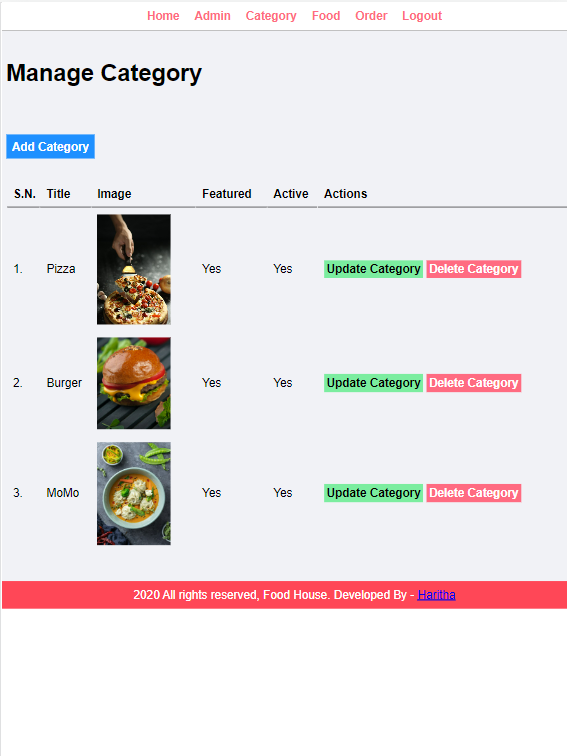 Home Admin Category Food Order Logout
Manage Category
Add Category
S.N. Title Image Featured Active Actions
1. Pizza Yes Yes Update Category Delete Category
2. Burger Yes Yes Update Category Delete Category
3. MoMo Yes Yes Update Category Delete Category
2020 All rights reserved, Food House. Developed By - Haritha